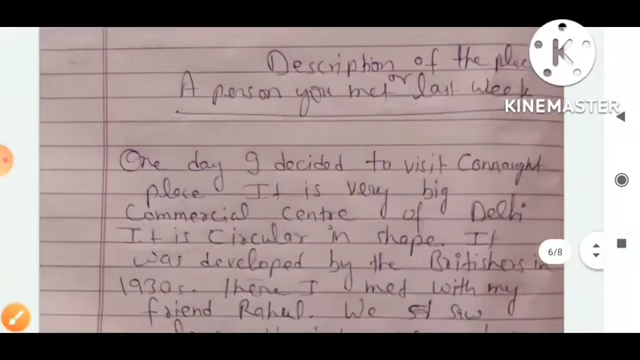 Description of the place
or
A person you met last week
One day I decided to visit Connaught
place It is very big
Commercial centre of Delhi
It is Circular in shape. It
was developed by the Britishers in
1930s. There I met with my
friend Rahul. We saw
KINEMASTER
6/8